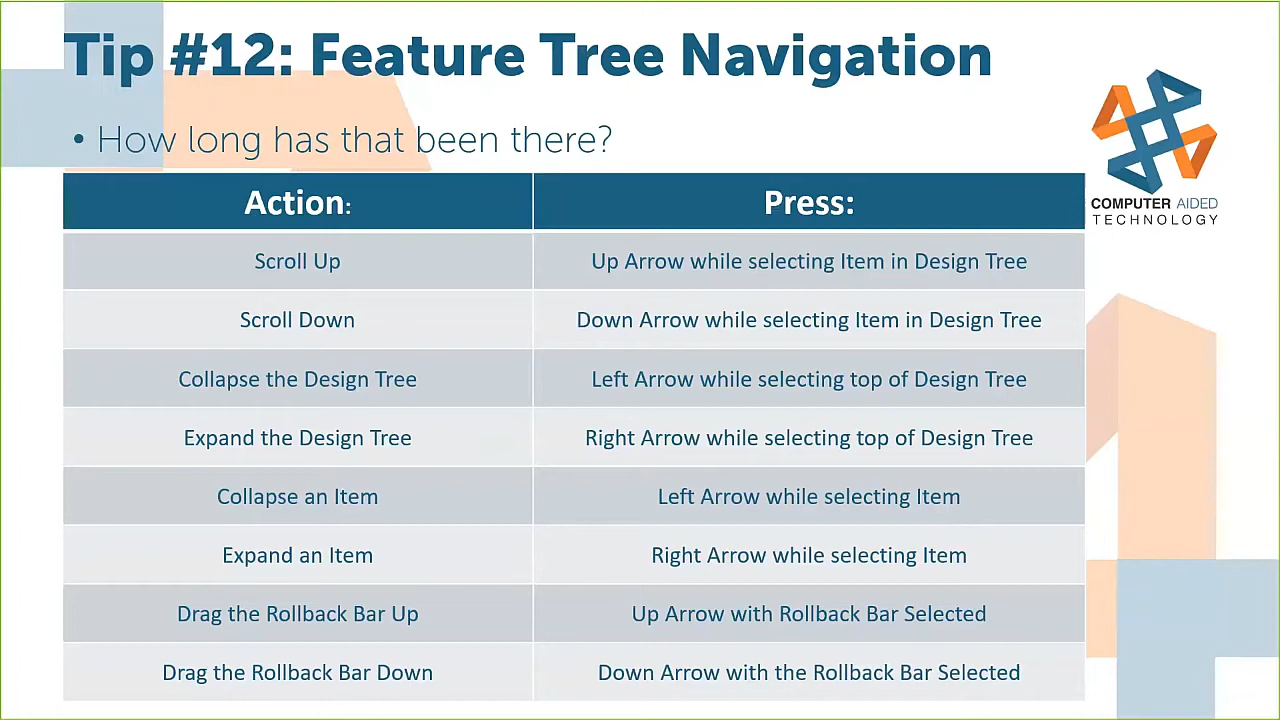 Tip #12: Feature Tree Navigation
• How long has that been there?
COMPUTER AIDED
TECHNOLOGY
Action: Press:
Scroll Up Up Arrow while selecting Item in Design Tree
Scroll Down Down Arrow while selecting Item in Design Tree
Collapse the Design Tree Left Arrow while selecting top of Design Tree
Expand the Design Tree Right Arrow while selecting top of Design Tree
Collapse an Item Left Arrow while selecting Item
Expand an Item Right Arrow while selecting Item
Drag the Rollback Bar Up Up Arrow with Rollback Bar Selected
Drag the Rollback Bar Down Down Arrow with the Rollback Bar Selected